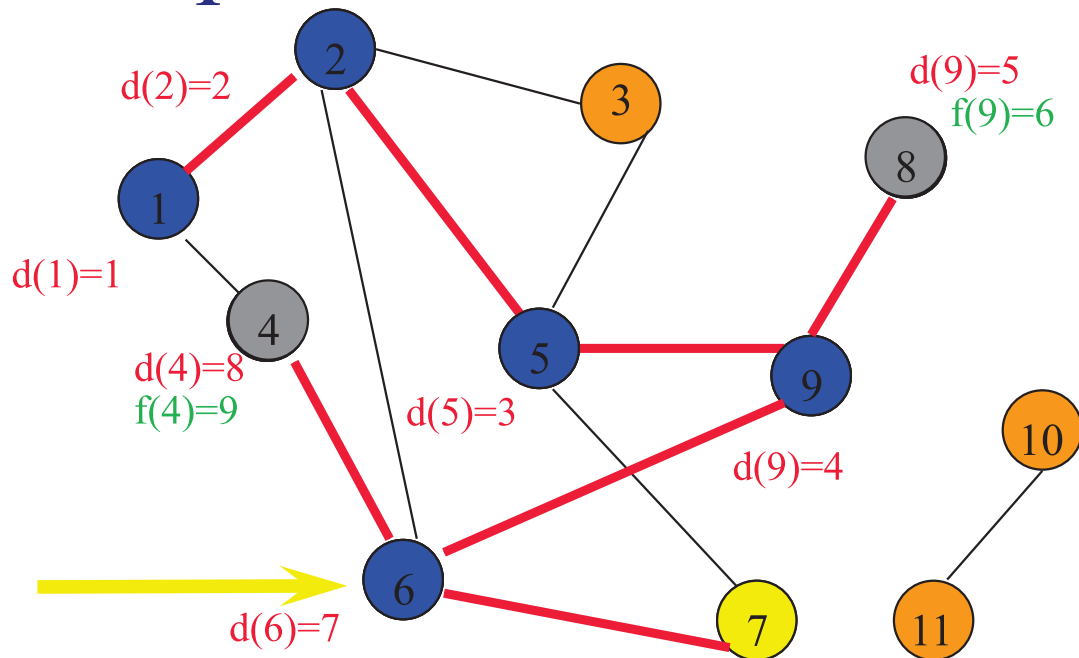 2
d(2)=2
3
d(9)=5
f(9)=6
8
1
d(1)=1
4
d(4)=8
f(4)=9
5
9
d(5)=3
10
d(9)=4
6
d(6)=7
7
11